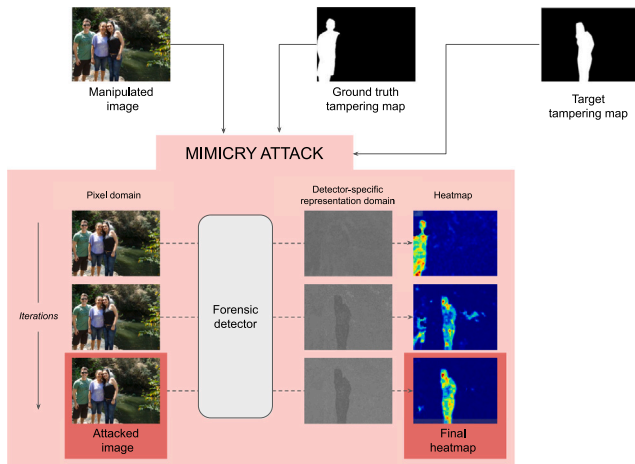 Manipulated
image
Ground truth
tampering map
Target
tampering map
MIMICRY ATTACK
Pixel domain
Detector-specific
representation domain
Heatmap
Iterations
Forensic
detector
Attacked
image
Final
heatmap